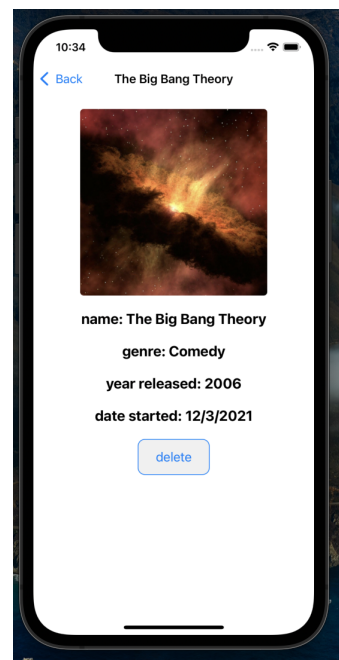 10:34
Back The Big Bang Theory
name: The Big Bang Theory
genre: Comedy
year released: 2006
date started: 12/3/2021
delete